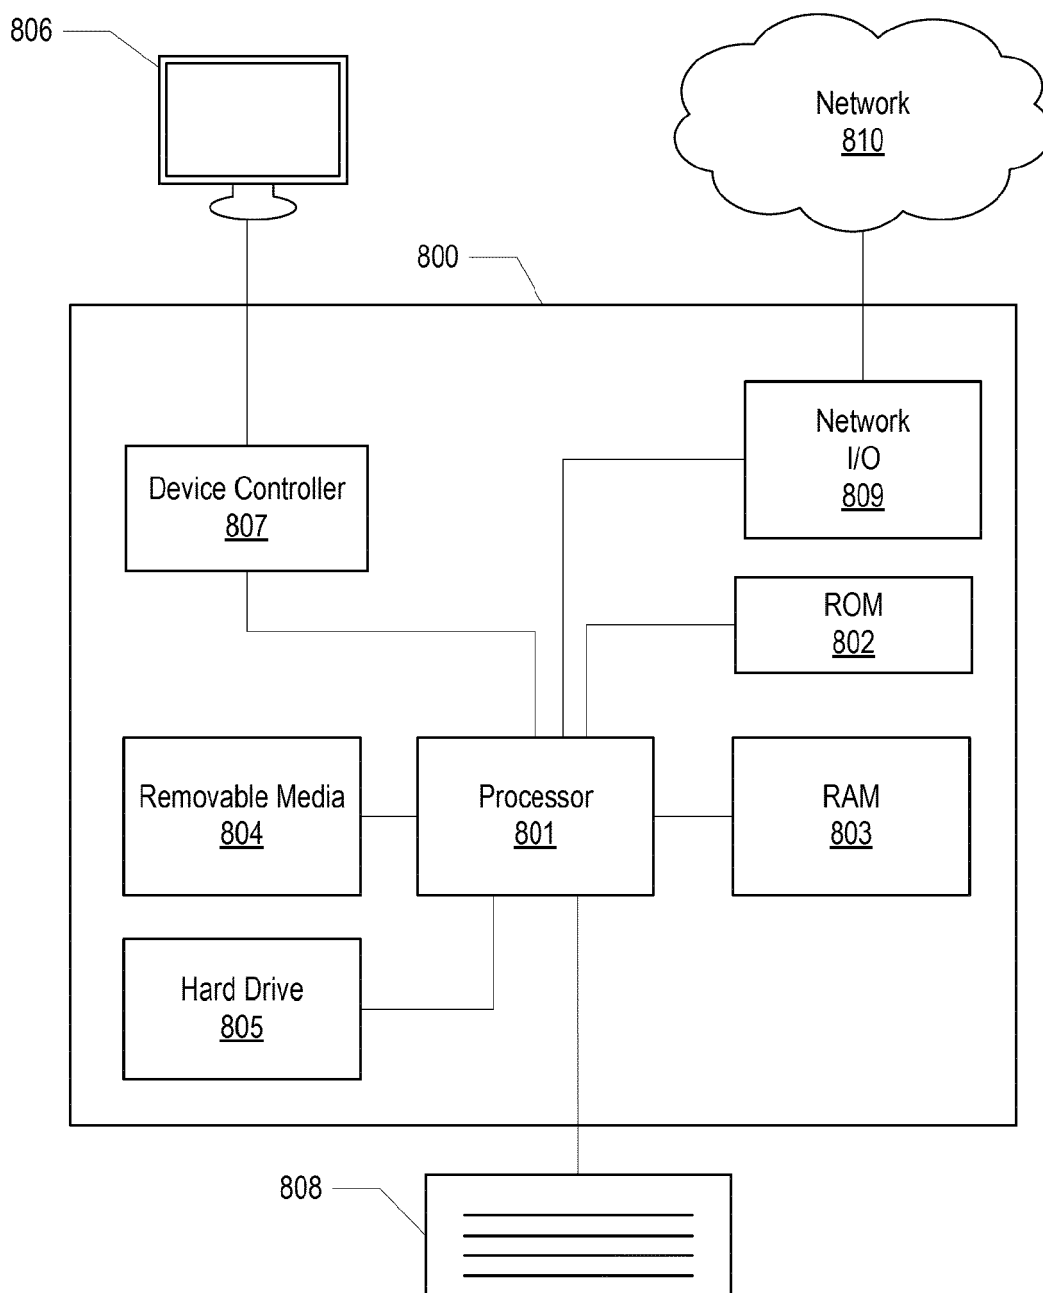 806
Network
810
800
Network
I/O
809
Device Controller
807
ROM
802
Removable Media
804
Processor
801
RAM
803
Hard Drive
805
808